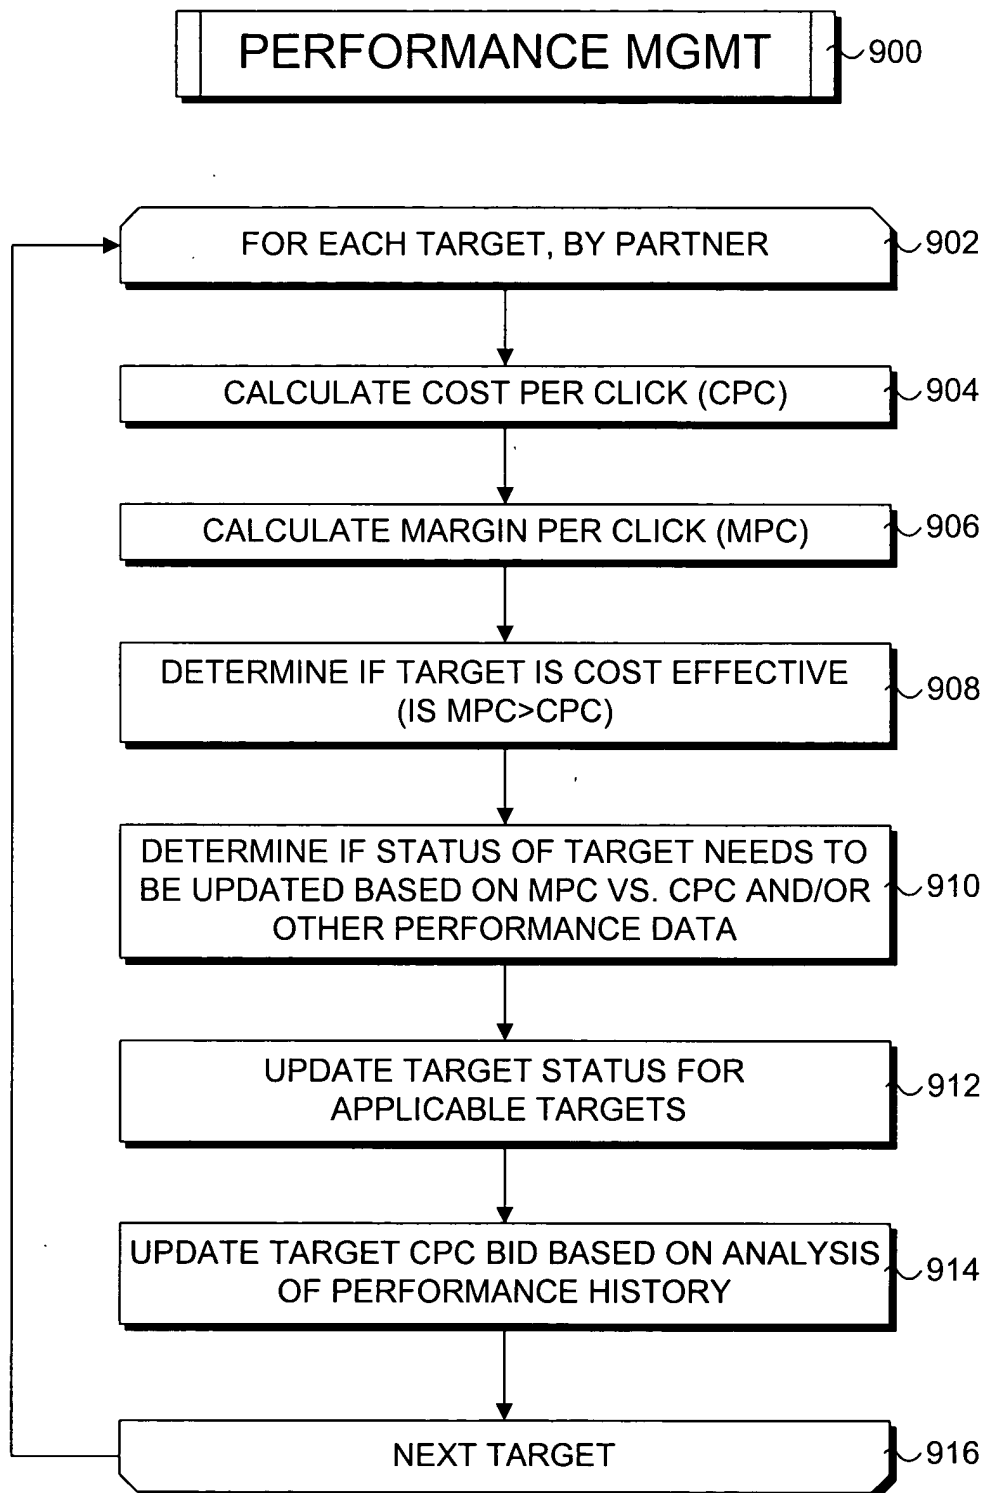 PERFORMANCE MGMT
900
FOR EACH TARGET, BY PARTNER
902
CALCULATE COST PER CLICK (CPC)
904
CALCULATE MARGIN PER CLICK (MPC)
906
DETERMINE IF TARGET IS COST EFFECTIVE
(IS MPC>CPC)
908
DETERMINE IF STATUS OF TARGET NEEDS TO
BE UPDATED BASED ON MPC VS. CPC AND/OR
OTHER PERFORMANCE DATA
910
UPDATE TARGET STATUS FOR
APPLICABLE TARGETS
912
UPDATE TARGET CPC BID BASED ON ANALYSIS
OF PERFORMANCE HISTORY
914
NEXT TARGET
916